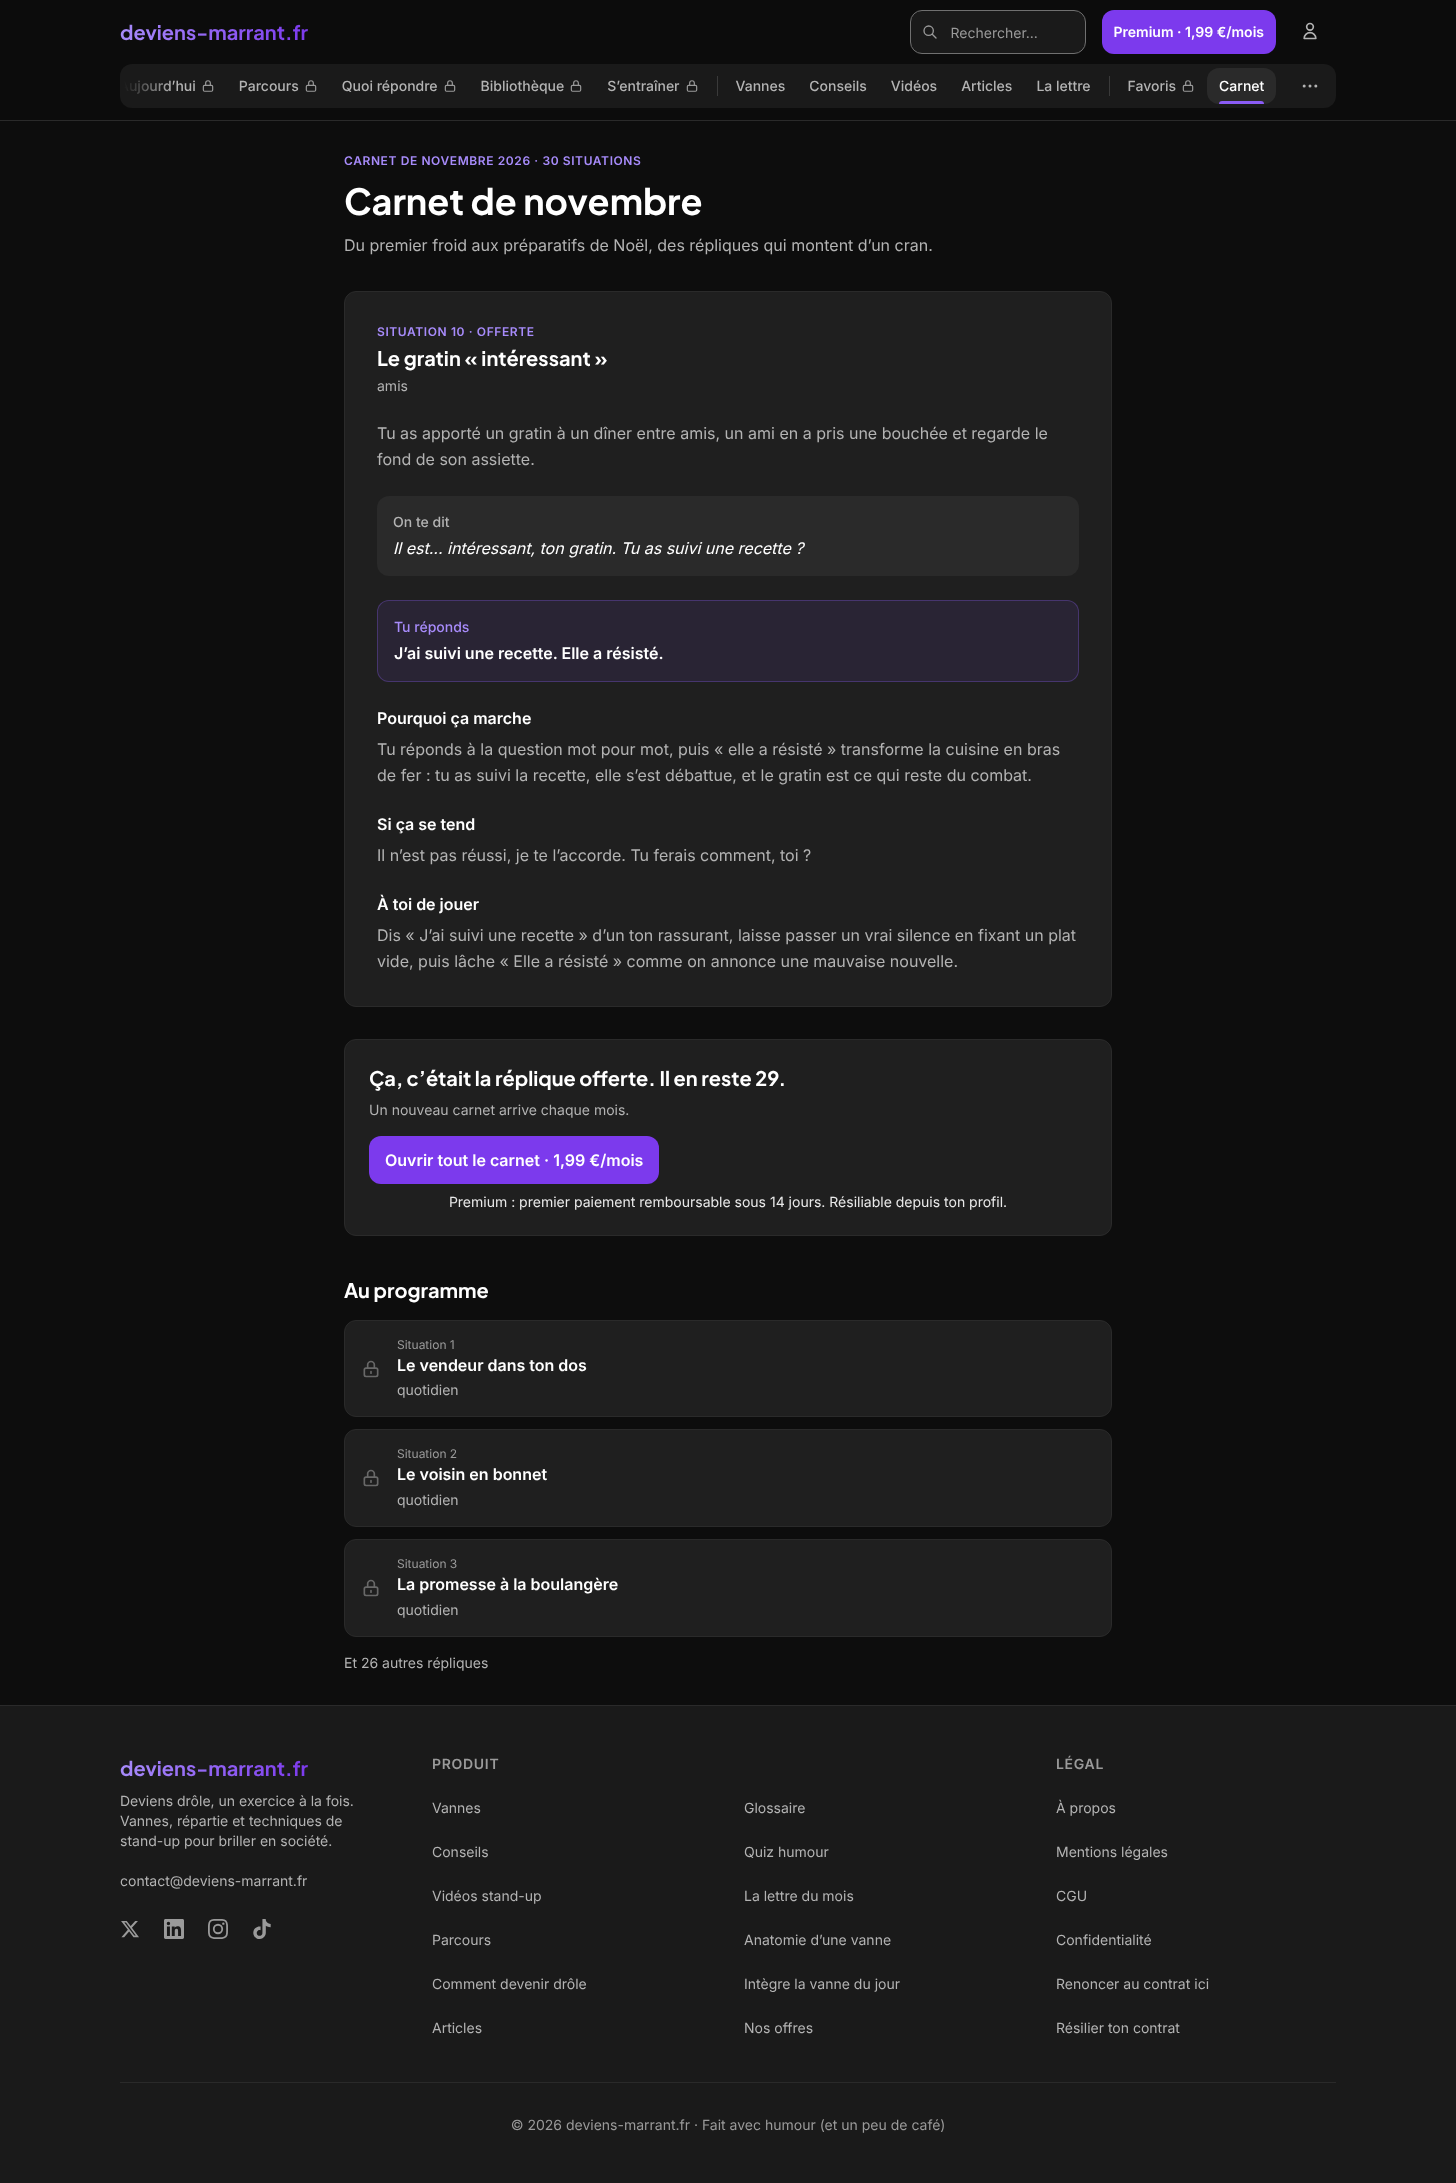 deviens-marrant.fr
Rechercher...
Premium · 1,99 €/mois
ujourd’hui
Parcours
Quoi répondre
Bibliothèque
S’entraîner
Vannes
Conseils
Vidéos
Articles
La lettre
Favoris
Carnet
CARNET DE NOVEMBRE 2026 · 30 SITUATIONS
Carnet de novembre
Du premier froid aux préparatifs de Noël, des répliques qui montent d’un cran.
SITUATION 10 · OFFERTE
Le gratin « intéressant »
amis
Tu as apporté un gratin à un dîner entre amis, un ami en a pris une bouchée et regarde le
fond de son assiette.
On te dit
Il est… intéressant, ton gratin. Tu as suivi une recette ?
Tu réponds
J’ai suivi une recette. Elle a résisté.
Pourquoi ça marche
Tu réponds à la question mot pour mot, puis « elle a résisté » transforme la cuisine en bras
de fer : tu as suivi la recette, elle s’est débattue, et le gratin est ce qui reste du combat.
Si ça se tend
Il n’est pas réussi, je te l’accorde. Tu ferais comment, toi ?
À toi de jouer
Dis « J’ai suivi une recette » d’un ton rassurant, laisse passer un vrai silence en fixant un plat
vide, puis lâche « Elle a résisté » comme on annonce une mauvaise nouvelle.
Ça, c’était la réplique offerte. Il en reste 29.
Un nouveau carnet arrive chaque mois.
Ouvrir tout le carnet · 1,99 €/mois
Premium : premier paiement remboursable sous 14 jours. Résiliable depuis ton profil.
Au programme
Situation 1
Le vendeur dans ton dos
quotidien
Situation 2
Le voisin en bonnet
quotidien
Situation 3
La promesse à la boulangère
quotidien
Et 26 autres répliques
deviens-marrant.fr
Deviens drôle, un exercice à la fois.
Vannes, répartie et techniques de
stand-up pour briller en société.
contact@deviens-marrant.fr
PRODUIT
Vannes
Conseils
Vidéos stand-up
Parcours
Comment devenir drôle
Articles
Glossaire
Quiz humour
La lettre du mois
Anatomie d’une vanne
Intègre la vanne du jour
Nos offres
LÉGAL
À propos
Mentions légales
CGU
Confidentialité
Renoncer au contrat ici
Résilier ton contrat
© 2026 deviens-marrant.fr · Fait avec humour (et un peu de café)